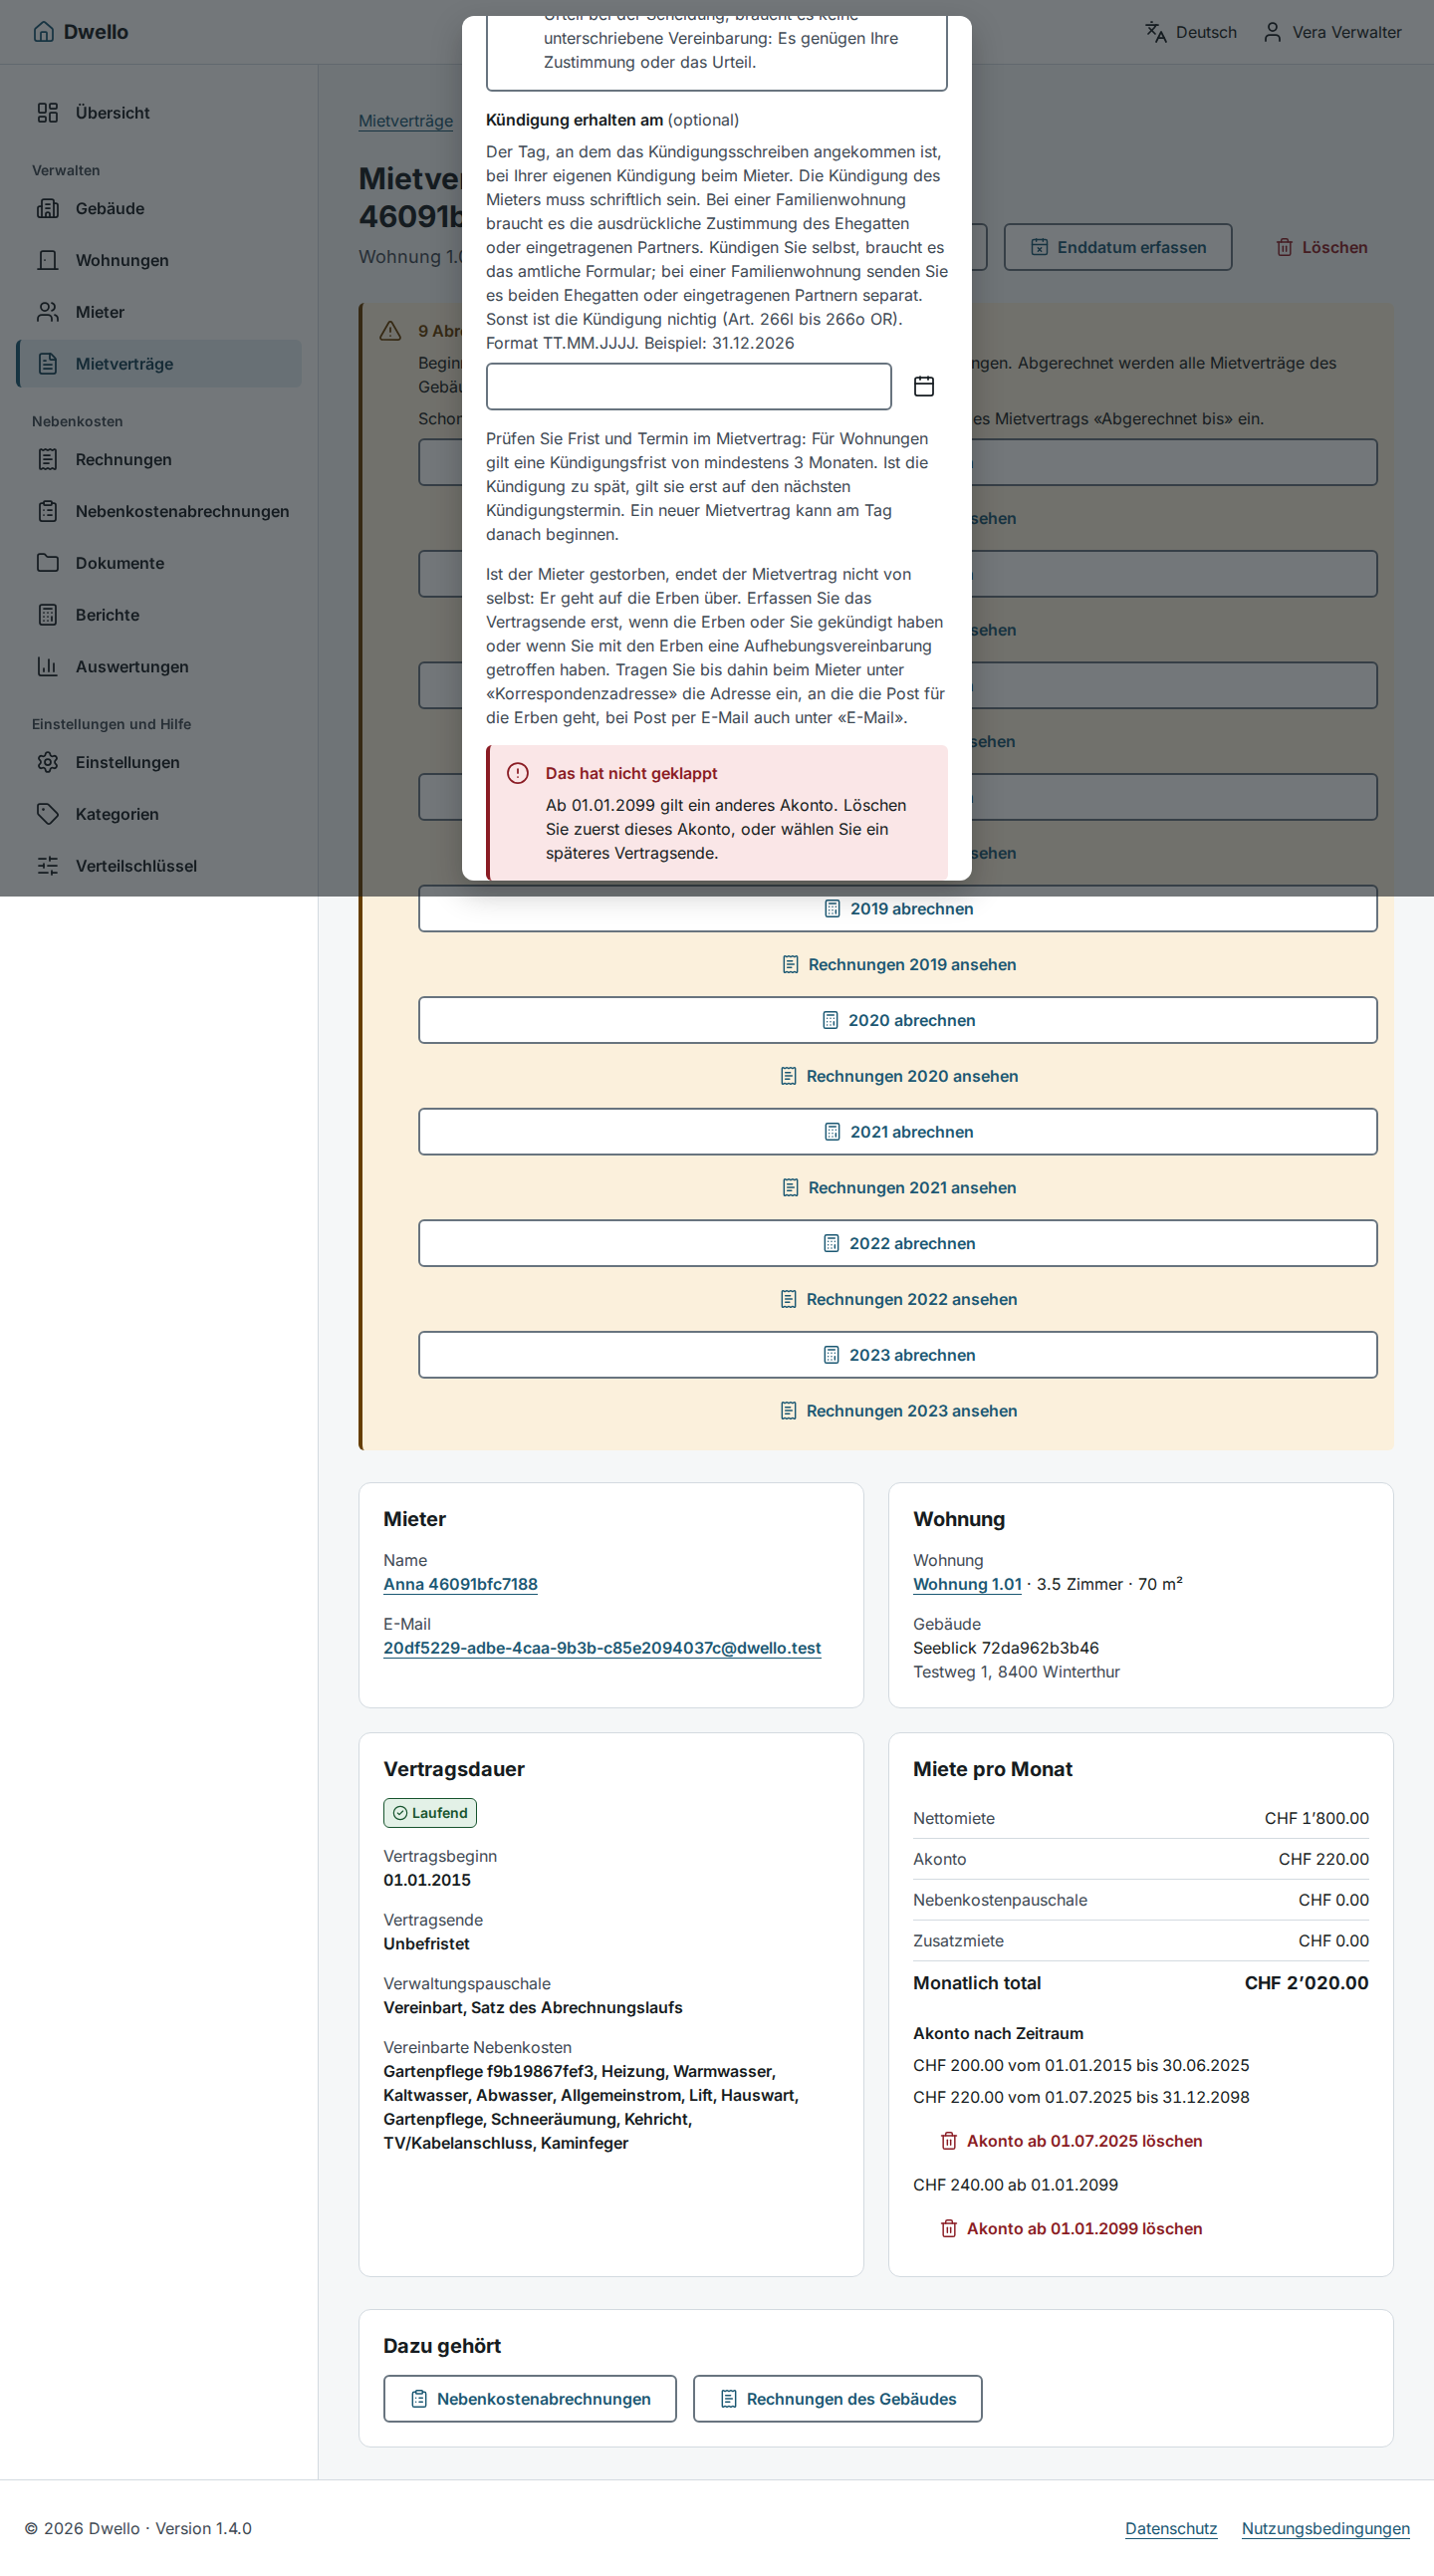 Dwello
Deutsch
Vera Verwalter
Übersicht
Verwalten
Gebäude
Wohnungen
Mieter
Mietverträge
Nebenkosten
Rechnungen
Nebenkostenabrechnungen
Dokumente
Berichte
Auswertungen
Einstellungen und Hilfe
Einstellungen
Kategorien
Verteilschlüssel
Mietverträge
Enddatum erfassen
Löschen
unterschriebene Vereinbarung: Es genügen Ihre
Zustimmung oder das Urteil.
Kündigung erhalten am (optional)
Der Tag, an dem das Kündigungsschreiben angekommen ist,
bei Ihrer eigenen Kündigung beim Mieter. Die Kündigung des
Mieters muss schriftlich sein. Bei einer Familienwohnung
braucht es die ausdrückliche Zustimmung des Ehegatten
oder eingetragenen Partners. Kündigen Sie selbst, braucht es
das amtliche Formular; bei einer Familienwohnung senden Sie
es beiden Ehegatten oder eingetragenen Partnern separat.
Sonst ist die Kündigung nichtig (Art. 266l bis 266o OR).
Format TT.MM.JJJJ. Beispiel: 31.12.2026
Prüfen Sie Frist und Termin im Mietvertrag: Für Wohnungen
gilt eine Kündigungsfrist von mindestens 3 Monaten. Ist die
Kündigung zu spät, gilt sie erst auf den nächsten
Kündigungstermin. Ein neuer Mietvertrag kann am Tag
danach beginnen.
Ist der Mieter gestorben, endet der Mietvertrag nicht von
selbst: Er geht auf die Erben über. Erfassen Sie das
Vertragsende erst, wenn die Erben oder Sie gekündigt haben
oder wenn Sie mit den Erben eine Aufhebungsvereinbarung
getroffen haben. Tragen Sie bis dahin beim Mieter unter
«Korrespondenzadresse» die Adresse ein, an die die Post für
die Erben geht, bei Post per E-Mail auch unter «E-Mail».
Das hat nicht geklappt
Ab 01.01.2099 gilt ein anderes Akonto. Löschen
Sie zuerst dieses Akonto, oder wählen Sie ein
späteres Vertragsende.
Abgerechnet werden alle Mietverträge des
Mietvertrags «Abgerechnet bis» ein.
2019 abrechnen
Rechnungen 2019 ansehen
2020 abrechnen
Rechnungen 2020 ansehen
2021 abrechnen
Rechnungen 2021 ansehen
2022 abrechnen
Rechnungen 2022 ansehen
2023 abrechnen
Rechnungen 2023 ansehen
Mieter
Name
Anna 46091bfc7188
E-Mail
20df5229-adbe-4caa-9b3b-c85e2094037c@dwello.test
Wohnung
Wohnung
Wohnung 1.01 · 3.5 Zimmer · 70 m²
Gebäude
Seeblick 72da962b3b46
Testweg 1, 8400 Winterthur
Vertragsdauer
Laufend
Vertragsbeginn
01.01.2015
Vertragsende
Unbefristet
Verwaltungspauschale
Vereinbart, Satz des Abrechnungslaufs
Vereinbarte Nebenkosten
Gartenpflege f9b19867fef3, Heizung, Warmwasser,
Kaltwasser, Abwasser, Allgemeinstrom, Lift, Hauswart,
Gartenpflege, Schneeräumung, Kehricht,
TV/Kabelanschluss, Kaminfeger
Miete pro Monat
Nettomiete CHF 1’800.00
Akonto CHF 220.00
Nebenkostenpauschale CHF 0.00
Zusatzmiete CHF 0.00
Monatlich total CHF 2’020.00
Akonto nach Zeitraum
CHF 200.00 vom 01.01.2015 bis 30.06.2025
CHF 220.00 vom 01.07.2025 bis 31.12.2098
Akonto ab 01.07.2025 löschen
CHF 240.00 ab 01.01.2099
Akonto ab 01.01.2099 löschen
Dazu gehört
Nebenkostenabrechnungen
Rechnungen des Gebäudes
© 2026 Dwello · Version 1.4.0
Datenschutz
Nutzungsbedingungen